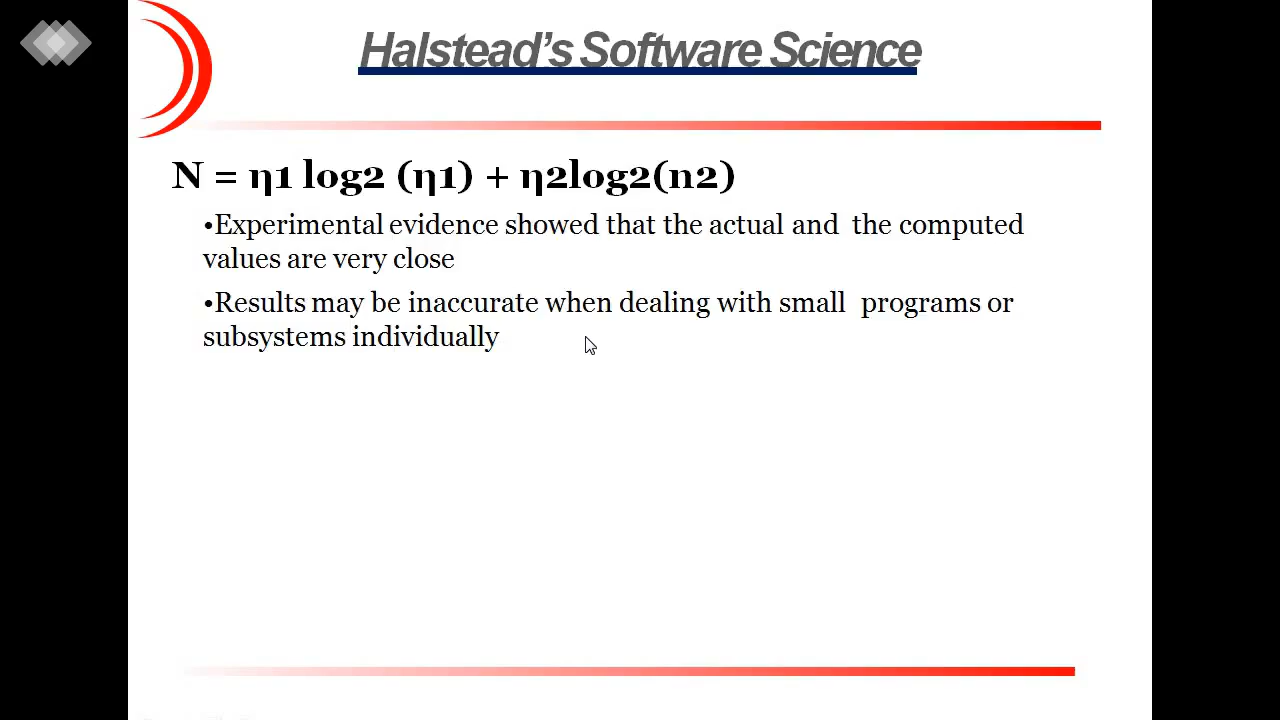 Halstead's Software Science
N = η1 log2 (η1) + η2log2(n2)
•Experimental evidence showed that the actual and the computed
values are very close
•Results may be inaccurate when dealing with small programs or
subsystems individually